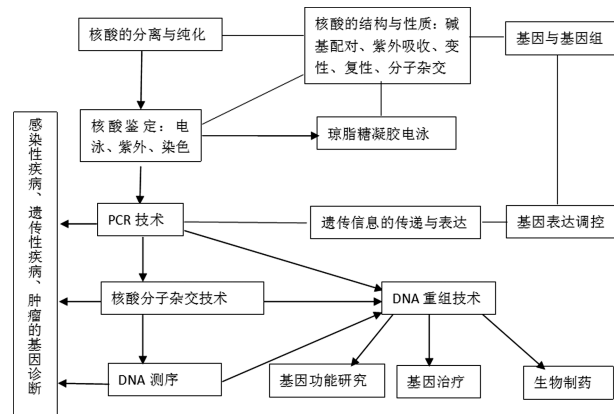 核酸的分离与纯化
核酸的结构与性质：碱
基配对、紫外吸收、变
性、复性、分子杂交
基因与基因组
核酸鉴定：电
泳、紫外、染色
琼脂糖凝胶电泳
感染性疾病、遗传性疾病、肿瘤的基因诊断
PCR 技术
遗传信息的传递与表达
基因表达调控
核酸分子杂交技术
DNA 重组技术
DNA 测序
基因功能研究
基因治疗
生物制药